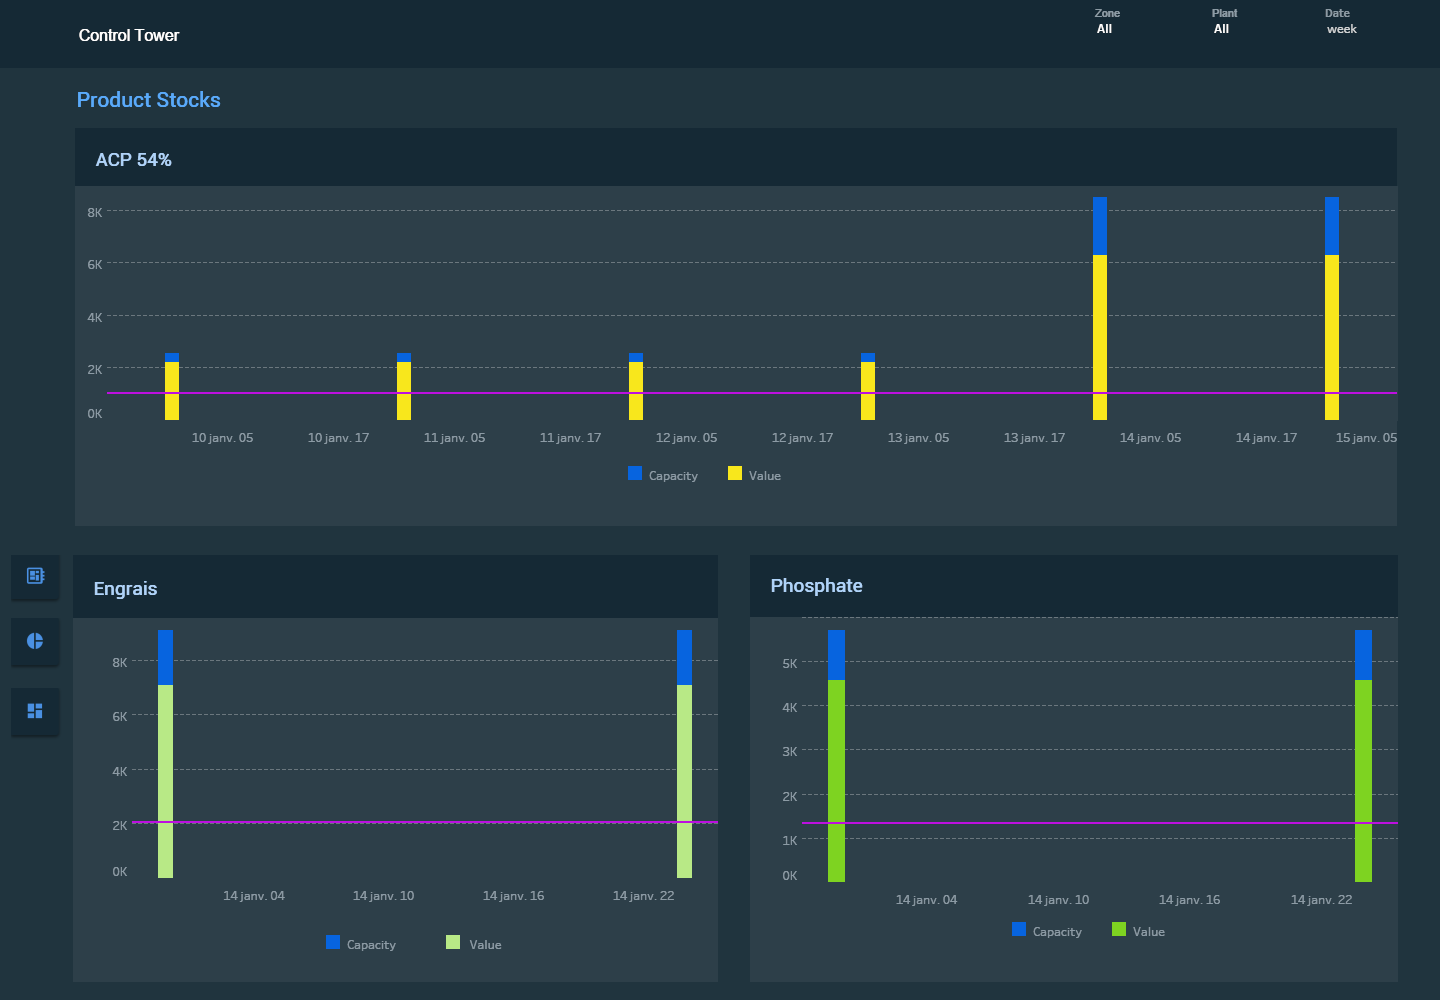 Control Tower
Zone
All
Plant
All
Date
week
Product Stocks
ACP 54%
8K
6K
4K
2K
0K
10 janv. 05 10 janv. 17 11 janv. 05 11 janv. 17 12 janv. 05 12 janv. 17 13 janv. 05 13 janv. 17 14 janv. 05 14 janv. 17 15 janv. 05
Capacity Value
Engrais
8K
6K
4K
2K
0K
14 janv. 04 14 janv. 10 14 janv. 16 14 janv. 22
Capacity Value
Phosphate
5K
4K
3K
2K
1K
0K
14 janv. 04 14 janv. 10 14 janv. 16 14 janv. 22
Capacity Value